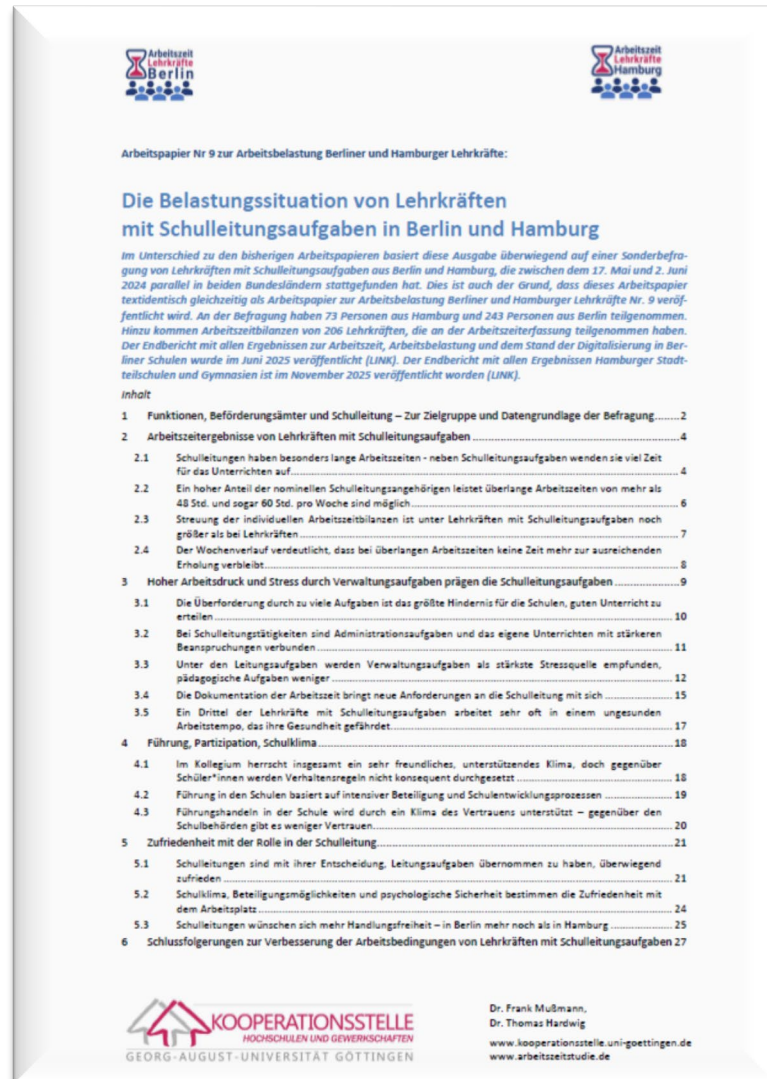 Arbeitszeit
Lehrkräfte
Berlin
Arbeitszeit
Lehrkräfte
Hamburg
Arbeitspapier Nr 9 zur Arbeitsbelastung Berliner und Hamburger Lehrkräfte:
Die Belastungssituation von Lehrkräften
mit Schulleitungsaufgaben in Berlin und Hamburg
Im Unterschied zu den bisherigen Arbeitspapieren basiert diese Ausgabe überwiegend auf einer Sonderbefra-
gung von Lehrkräften mit Schulleitungsaufgaben aus Berlin und Hamburg, die zwischen dem 17. Mai und 2. Juni
2024 parallel in beiden Bundesländern stattgefunden hat. Dies ist auch der Grund, dass dieses Arbeitspapier
textidentisch gleichzeitig als Arbeitspapier zur Arbeitsbelastung Berliner und Hamburger Lehrkräfte Nr. 9 veröf-
fentlicht wird. An der Befragung haben 73 Personen aus Hamburg und 243 Personen aus Berlin teilgenommen.
Hinzu kommen Arbeitszeitbilanzen von 206 Lehrkräften, die an der Arbeitszeiterfassung teilgenommen haben.
Der Endbericht mit allen Ergebnissen zur Arbeitszeit, Arbeitsbelastung und dem Stand der Digitalisierung in Ber-
liner Schulen wurde im Juni 2025 veröffentlicht (LINK). Der Endbericht mit allen Ergebnissen Hamburger Stadt-
teilschulen und Gymnasien ist im November 2025 veröffentlicht worden (LINK).
Inhalt
1 Funktionen, Beförderungsämter und Schulleitung – Zur Zielgruppe und Datengrundlage der Befragung.......2
2 Arbeitszeitergebnisse von Lehrkräften mit Schulleitungsaufgaben ..........4
2.1 Schulleitungen haben besonders lange Arbeitszeiten - neben Schulleitungsaufgaben wenden sie viel Zeit
für das Unterrichten auf..........4
2.2 Ein hoher Anteil der nominellen Schulleitungsangehörigen leistet überlange Arbeitszeiten von mehr als
48 Std. und sogar 60 Std. pro Woche sind möglich..........6
2.3 Streuung der individuellen Arbeitszeitbilanzen ist unter Lehrkräften mit Schulleitungsaufgaben noch
größer als bei Lehrkräften ..........7
2.4 Der Wochenverlauf verdeutlicht, dass bei überlangen Arbeitszeiten keine Zeit mehr zur ausreichenden
Erholung verbleibt..........8
3 Hoher Arbeitsdruck und Stress durch Verwaltungsaufgaben prägen die Schulleitungsaufgaben ..........9
3.1 Die Überforderung durch zu viele Aufgaben ist das größte Hindernis für die Schulen, guten Unterricht zu
erteilen..........10
3.2 Bei Schulleitungstätigkeiten sind Administrationsaufgaben und das eigene Unterrichten mit stärkeren
Beanspruchungen verbunden ..........11
3.3 Unter den Leitungsaufgaben werden Verwaltungsaufgaben als stärkste Stressquelle empfunden,
pädagogische Aufgaben weniger ..........12
3.4 Die Dokumentation der Arbeitszeit bringt neue Anforderungen an die Schulleitung mit sich ..........15
3.5 Ein Drittel der Lehrkräfte mit Schulleitungsaufgaben arbeitet sehr oft in einem ungesunden
Arbeitstempo, das ihre Gesundheit gefährdet..........17
4 Führung, Partizipation, Schulklima..........18
4.1 Im Kollegium herrscht insgesamt ein sehr freundliches, unterstützendes Klima, doch gegenüber
Schüler*innen werden Verhaltensregeln nicht konsequent durchgesetzt ..........18
4.2 Führung in den Schulen basiert auf intensiver Beteiligung und Schulentwicklungsprozessen ..........19
4.3 Führungshandeln in der Schule wird durch ein Klima des Vertrauens unterstützt – gegenüber den
Schulbehörden gibt es weniger Vertrauen..........20
5 Zufriedenheit mit der Rolle in der Schulleitung..........21
5.1 Schulleitungen sind mit ihrer Entscheidung, Leitungsaufgaben übernommen zu haben, überwiegend
zufrieden ..........21
5.2 Schulklima, Beteiligungsmöglichkeiten und psychologische Sicherheit bestimmen die Zufriedenheit mit
dem Arbeitsplatz..........24
5.3 Schulleitungen wünschen sich mehr Handlungsfreiheit – in Berlin mehr noch als in Hamburg ..........25
6 Schlussfolgerungen zur Verbesserung der Arbeitsbedingungen von Lehrkräften mit Schulleitungsaufgaben 27
KOOPERATIONSSTELLE
HOCHSCHULEN UND GEWERKSCHAFTEN
GEORG-AUGUST-UNIVERSITÄT GÖTTINGEN
Dr. Frank Mußmann,
Dr. Thomas Hardwig
www.kooperationsstelle.uni-goettingen.de
www.arbeitszeitstudie.de